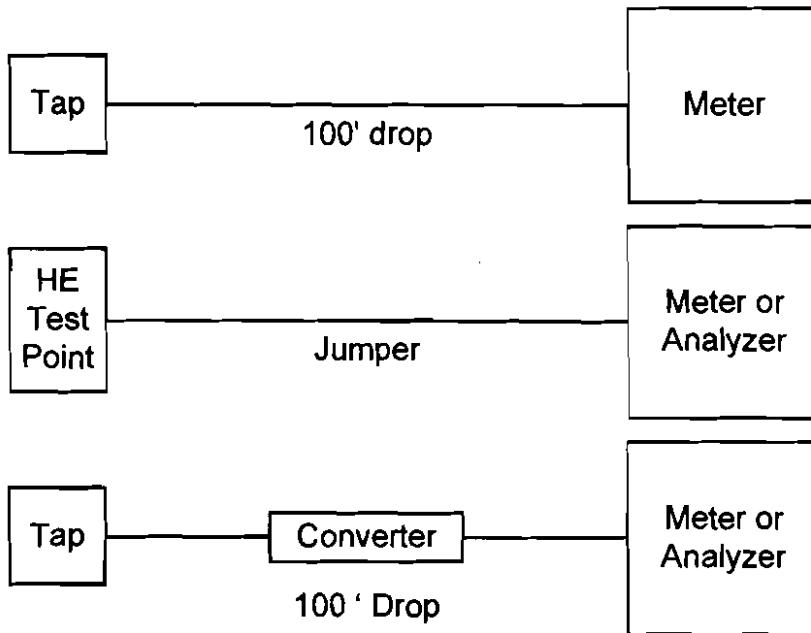 Tap
100' drop
Meter
HE
Test
Point
Jumper
Meter or
Analyzer
Tap
Converter
100 ‘ Drop
Meter or
Analyzer